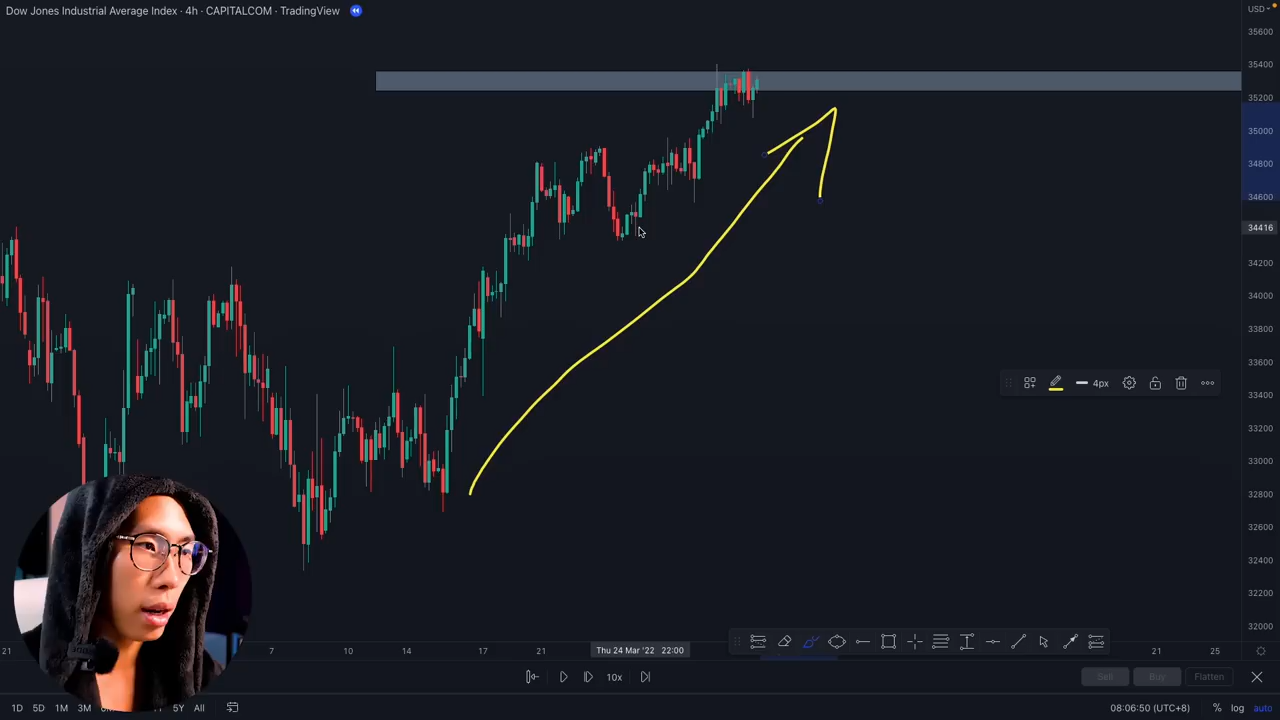 Dow Jones Industrial Average Index · 4h · CAPITALCOM · TradingView
USD
35600
35400
35200
35000
34800
34600
34416
34200
34000
33800
33600
33400
33200
33000
32800
32600
32400
32200
32000
4px
21
7
10
14
17
21
Thu 24 Mar '22 22:00
21
25
10x
Sell
Buy
Flatten
1D
5D
1M
3M
5Y
All
08:06:50 (UTC+8)
%
log
auto